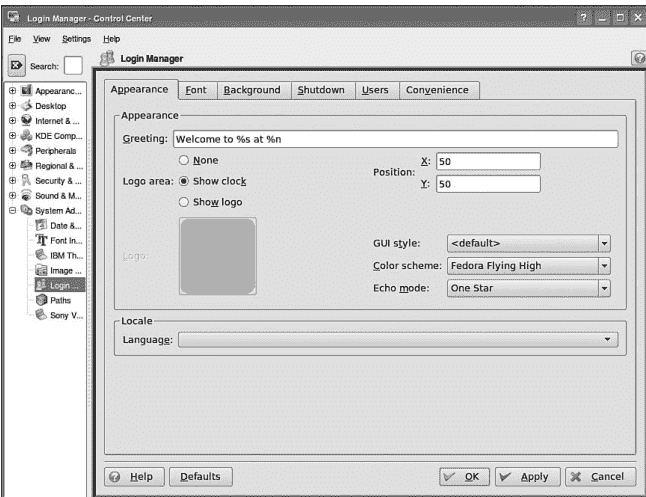 Login Manager - Control Center
File View Settings Help
Search:
Login Manager
Appearanc...
Desktop
Internet & ...
KDE Comp...
Peripherals
Regional & ...
Security & ...
Sound & M...
System Ad...
Date &...
Font In...
IBM Th...
Image ...
Login ...
Paths
Sony V...
Appearance Font Background Shutdown Users Convenience
Appearance
Greeting: Welcome to %s at %n
None
Logo area: Show clock
Show logo
Position: X: 50
Y: 50
Logo:
GUI style: <default>
Color scheme: Fedora Flying High
Echo mode: One Star
Locale
Language:
Help Defaults OK Apply Cancel